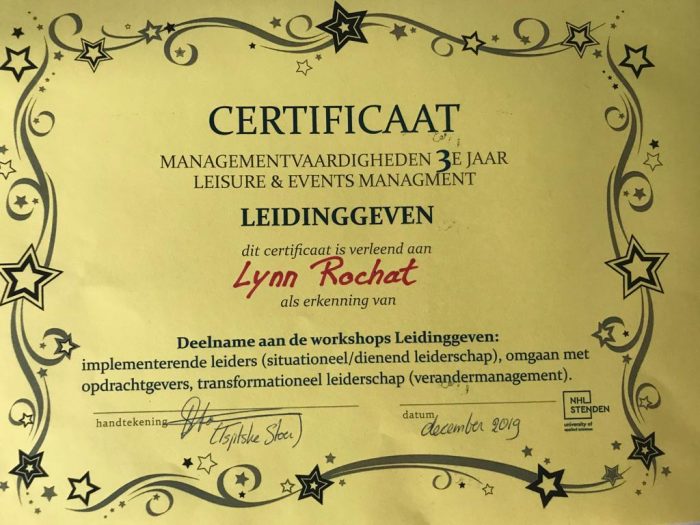 CERTIFICAAT
MANAGEMENTVAARDIGHEDEN 3E JAAR
LEISURE & EVENTS MANAGMENT
LEIDINGGEVEN
dit certificaat is verleend aan
Lynn Rochat
als erkenning van
Deelname aan de workshops Leidinggeven:
implementerende leiders (situationeel/dienend leiderschap), omgaan met
opdrachtgevers, transformationeel leiderschap (verandermanagement).
handtekening
(Tjitske
datum
december 2019
NHL
STENDEN
university of
applied sciences